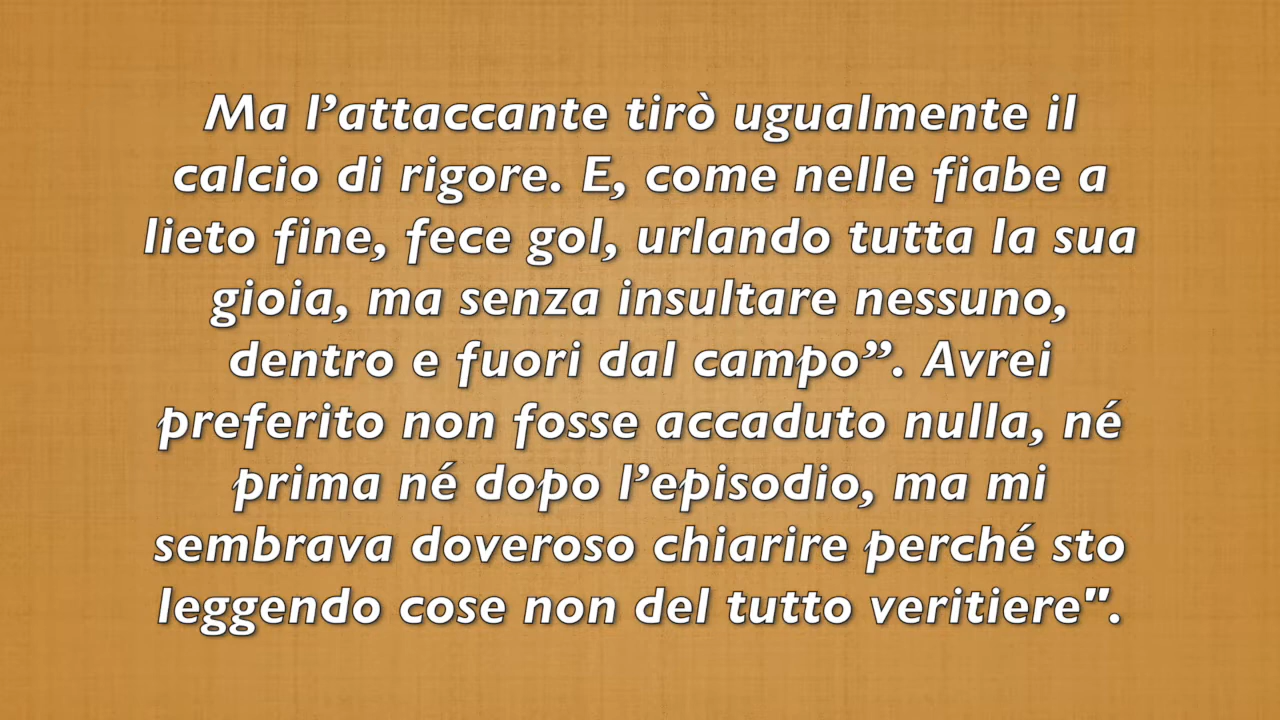 Ma l’attaccante tirò ugualmente il
calcio di rigore. E, come nelle fiabe a
lieto fine, fece gol, urlando tutta la sua
gioia, ma senza insultare nessuno,
dentro e fuori dal campo”. Avrei
preferito non fosse accaduto nulla, né
prima né dopo l’episodio, ma mi
sembrava doveroso chiarire perché sto
leggendo cose non del tutto veritiere".